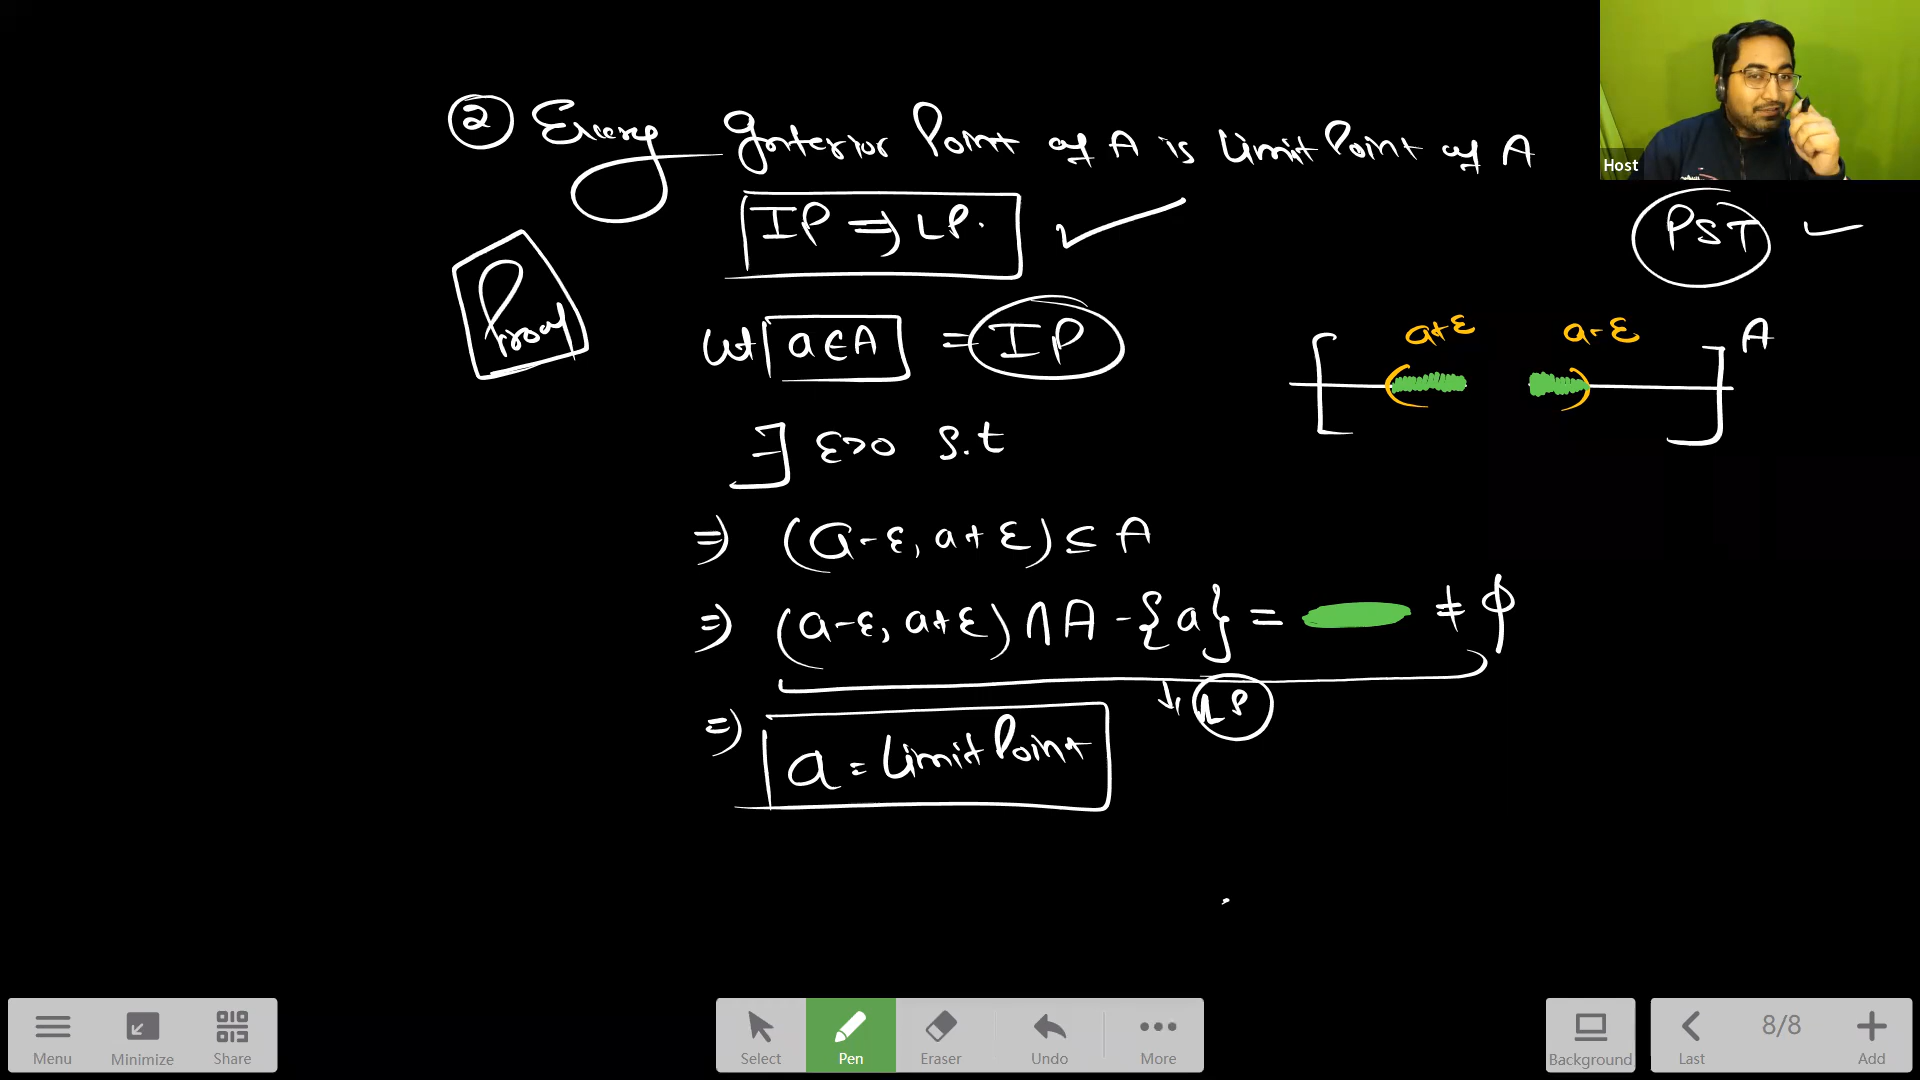 ② Every Interior Point of A is Limit Point of A
IP ⇒ LP.
Host
PST
Proof
Let a∈A = IP
a+ε a-ε A
∃ ε>0 s.t
⇒ (a-ε, a+ε) ⊆ A
⇒ (a-ε, a+ε) ∩ A - {a} = ≠ ϕ
↓ LP
⇒ a = Limit Point
Menu Minimize Share Select Pen Eraser Undo More Background Last 8/8 Add